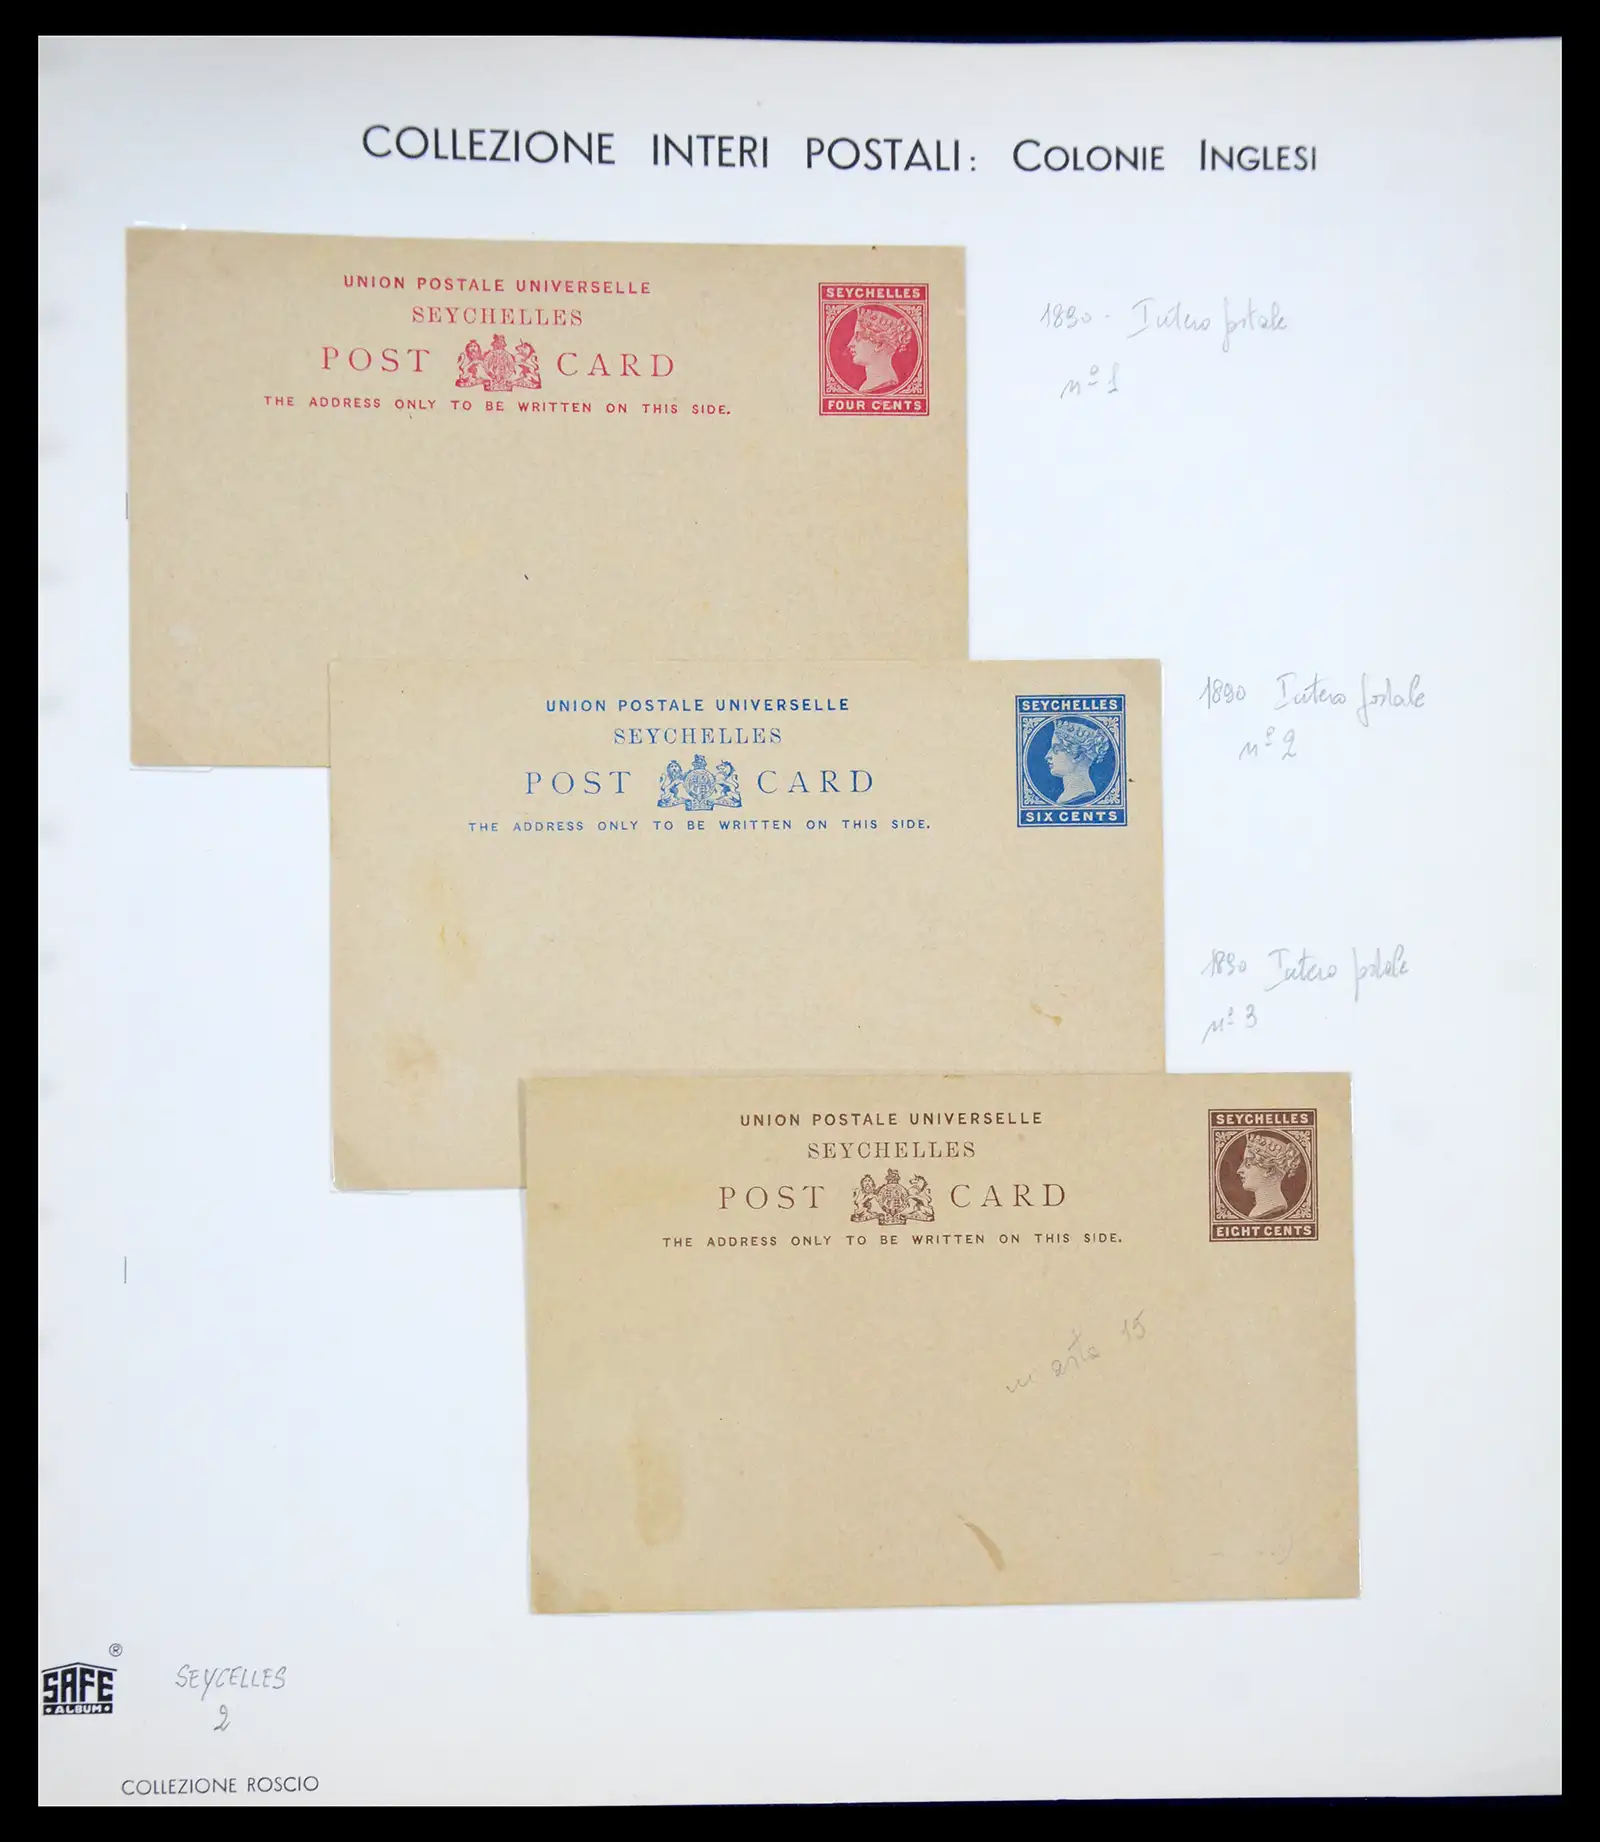 COLLEZIONE INTERI POSTALI: COLONIE INGLESI
UNION POSTALE UNIVERSELLE
SEYCHELLES
POST CARD
THE ADDRESS ONLY TO BE WRITTEN ON THIS SIDE.
SEYCHELLES
FOUR CENTS
1890 - Intero postale
nº 1
UNION POSTALE UNIVERSELLE
SEYCHELLES
POST CARD
THE ADDRESS ONLY TO BE WRITTEN ON THIS SIDE.
SEYCHELLES
SIX CENTS
1890 Intero postale
nº 2
1890 Intero postale
nº 3
UNION POSTALE UNIVERSELLE
SEYCHELLES
POST CARD
THE ADDRESS ONLY TO BE WRITTEN ON THIS SIDE.
SEYCHELLES
EIGHT CENTS
15
SAFE ®
ALBUM
SEYCELLES
2
COLLEZIONE ROSCIO